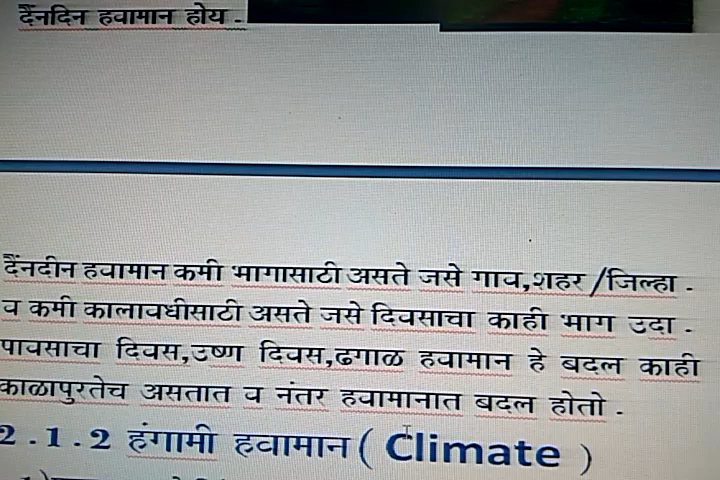 दैंनदिन हवामान होय -
दैंनदीन हवामान कमी भागासाटी असते जसे गाव,शहर /जिल्हा -
व कमी कालावधीसाटी असते जसे दिवसाचा काही भाग उदा -
पावसाचा दिवस,उष्ण दिवस,ढगाळ हवामान हे बदल काही
काळापुरतेच असतात व नंतर हवामानात बदल होतो -
2.1.2 हंगामी हवामान ( Climate )